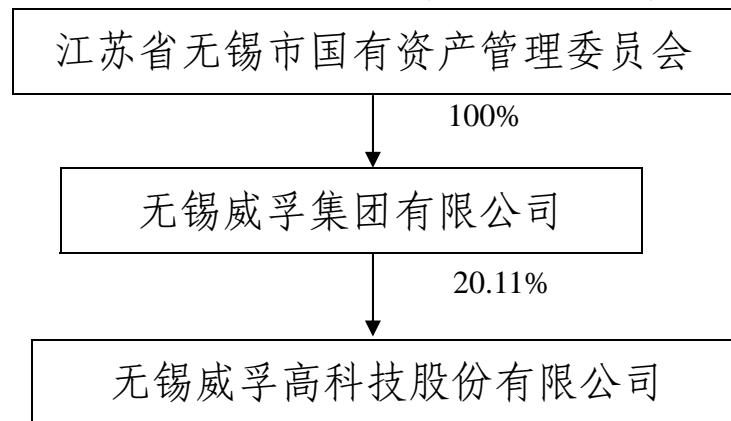 江苏省无锡市国有资产管理委员会
100%
无锡威孚集团有限公司
20.11%
无锡威孚高科技股份有限公司